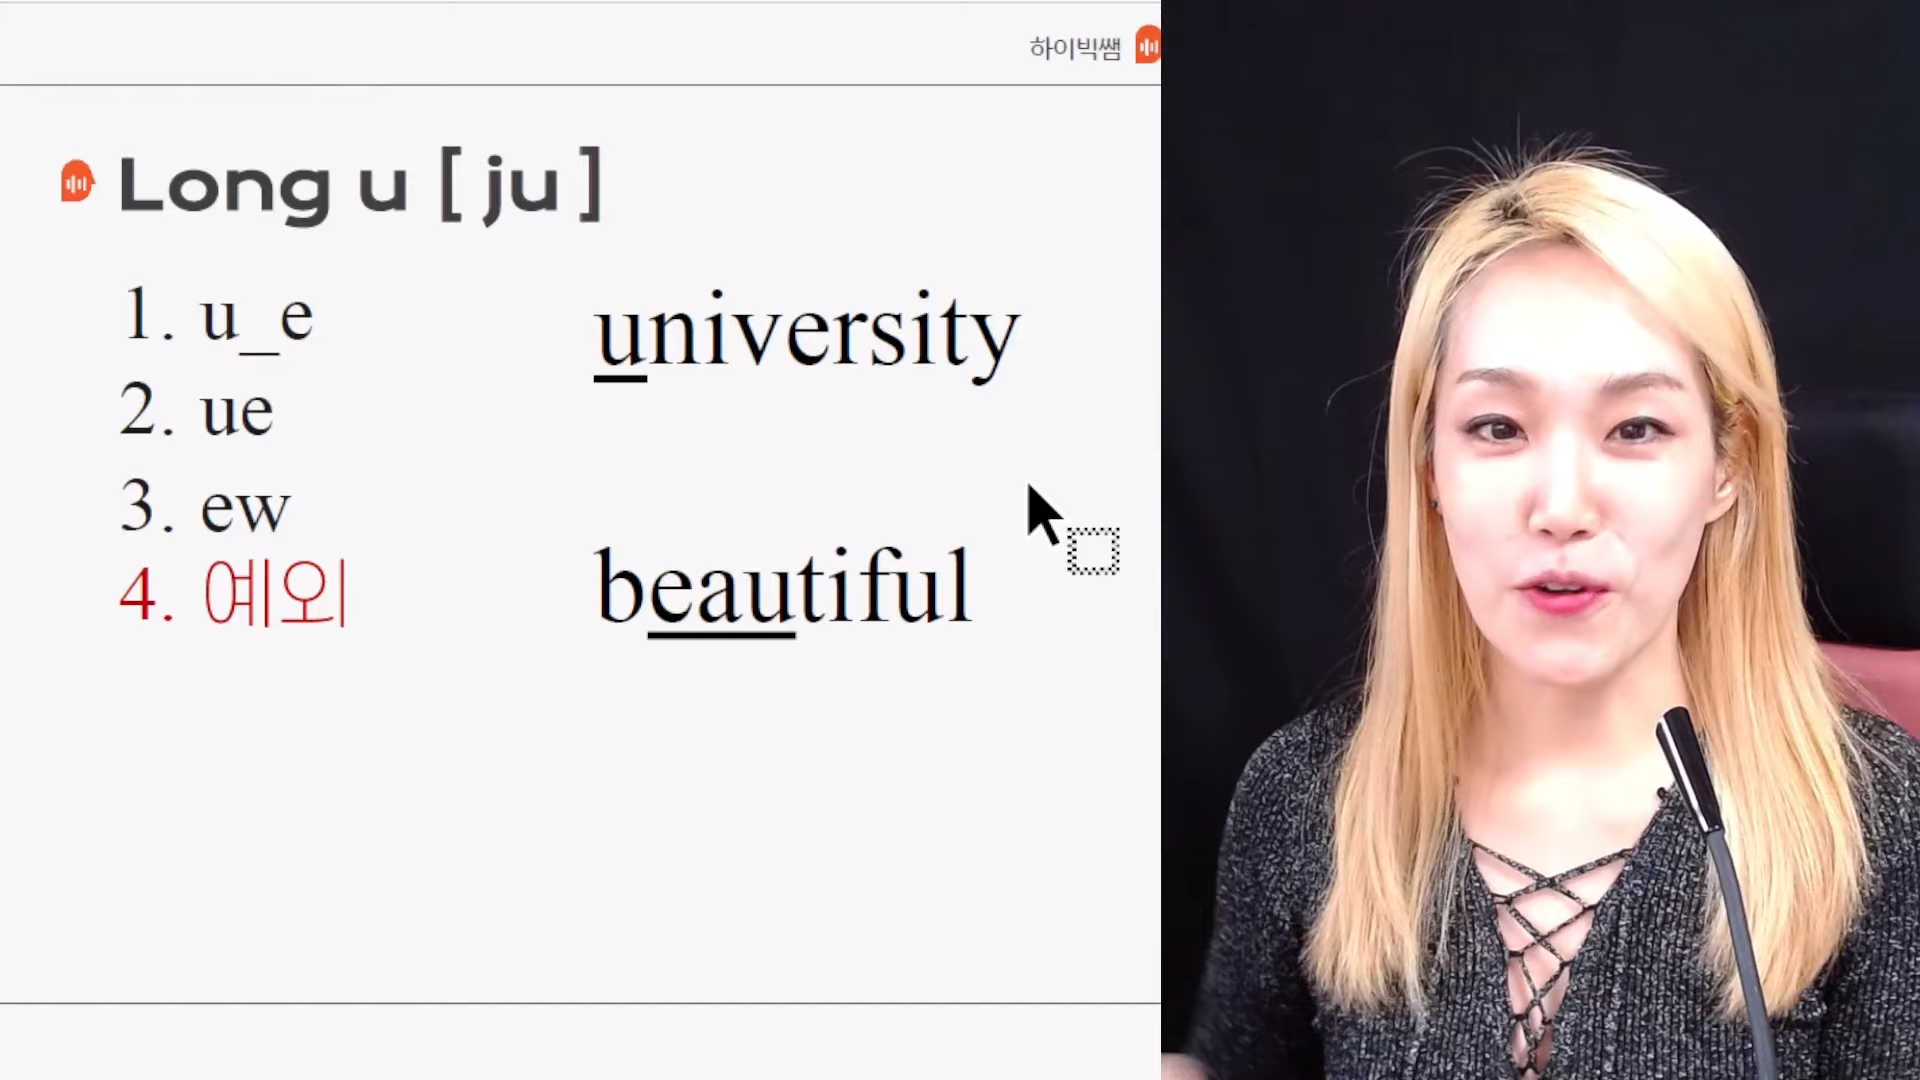 하이빅쌤
Long u [ ju ]
1. u_e
university
2. ue
3. ew
4. 예외
beautiful